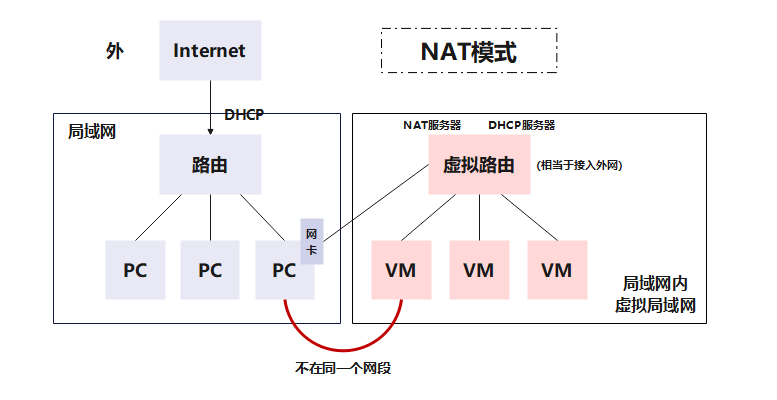 外
Internet
NAT模式
DHCP
局域网
NAT服务器
DHCP服务器
路由
虚拟路由
(相当于接入外网)
网
卡
PC
PC
PC
VM
VM
VM
局域网内
虚拟局域网
不在同一个网段